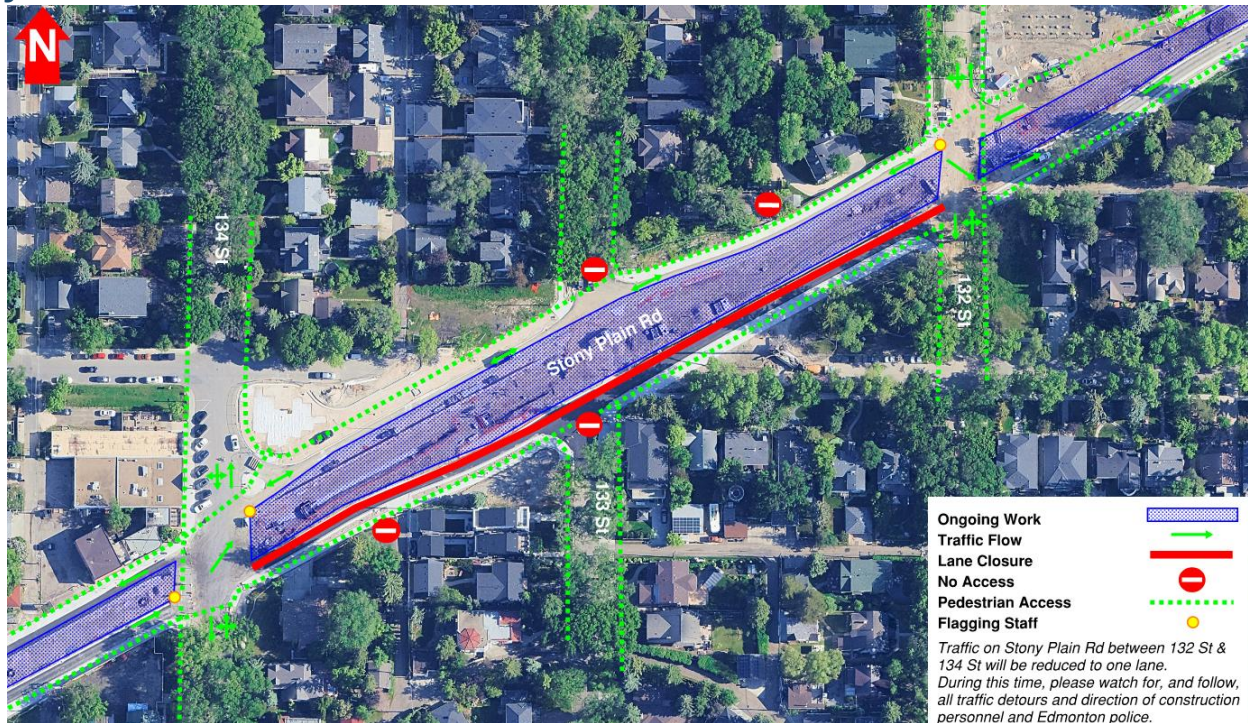 N
134 St
Stony Plain Rd
132 St
133 St
Ongoing Work
Traffic Flow
Lane Closure
No Access
Pedestrian Access
Flagging Staff
Traffic on Stony Plain Rd between 132 St &
134 St will be reduced to one lane.
During this time, please watch for, and follow,
all traffic detours and direction of construction
personnel and Edmonton police.